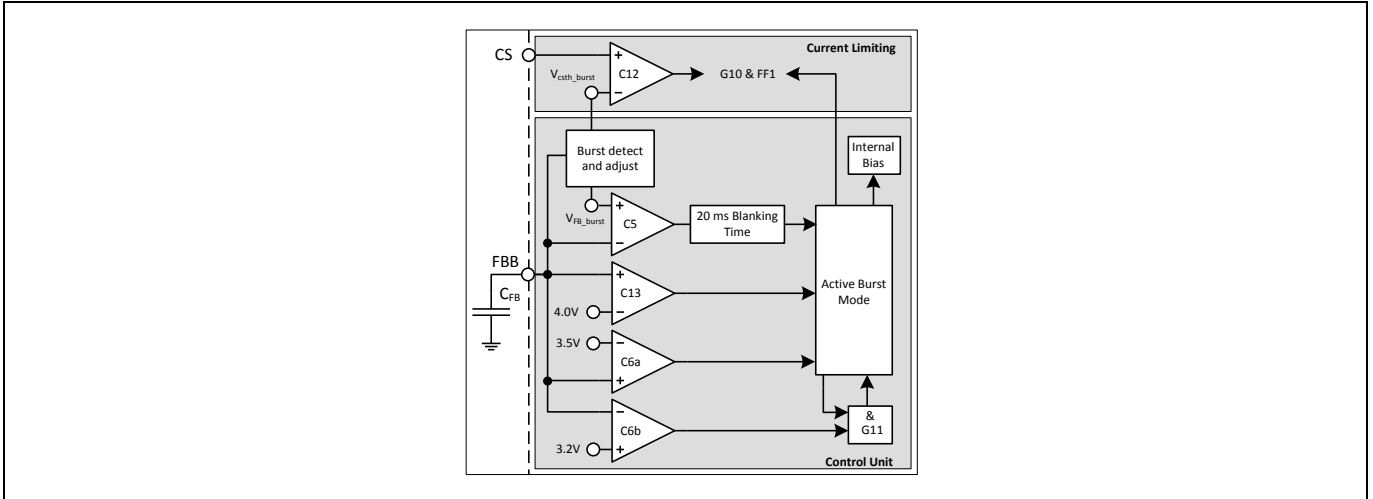 Current Limiting
CS
+
C12
G10 & FF1
Vcsth_burst
−
Burst detect
and adjust
Internal
Bias
+
VFB_burst
C5
−
20 ms Blanking
Time
FBB
CFB
+
C13
4.0V
−
Active Burst
Mode
3.5V
−
C6a
+
−
C6b
3.2V
+
&
G11
Control Unit